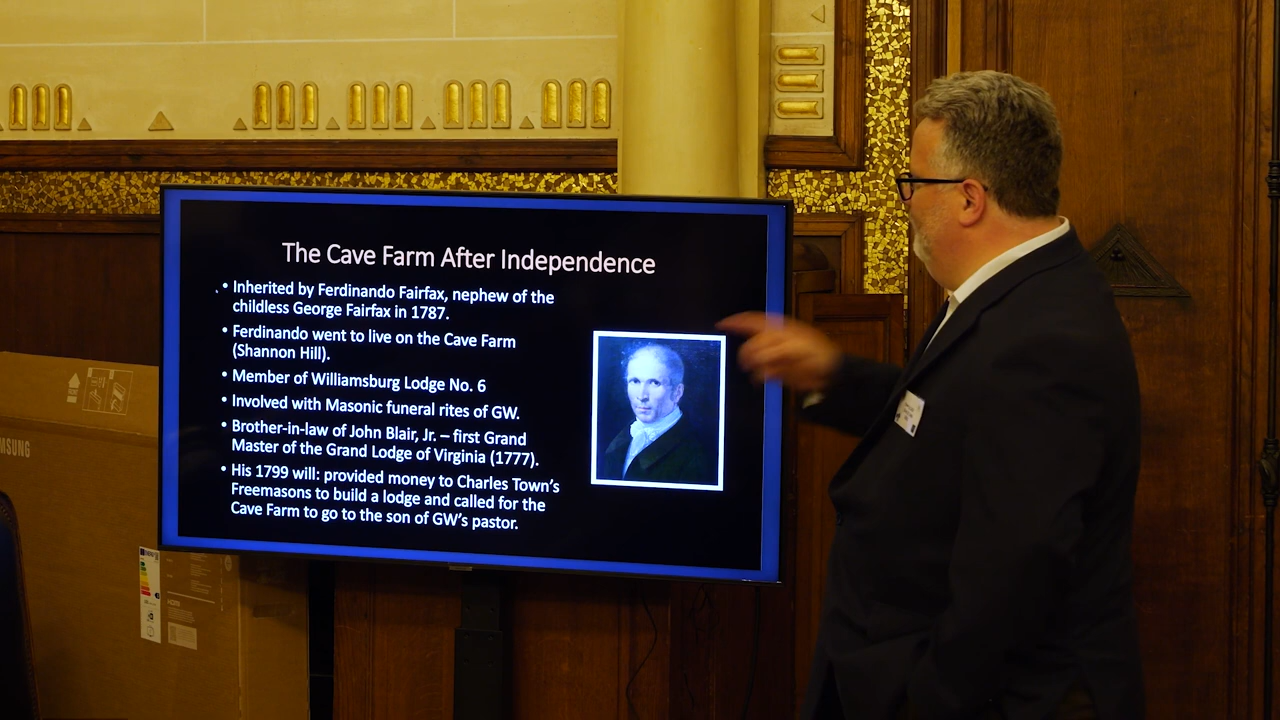 The Cave Farm After Independence
• Inherited by Ferdinando Fairfax, nephew of the
childless George Fairfax in 1787.
• Ferdinando went to live on the Cave Farm
(Shannon Hill).
• Member of Williamsburg Lodge No. 6
• Involved with Masonic funeral rites of GW.
• Brother-in-law of John Blair, Jr. – first Grand
Master of the Grand Lodge of Virginia (1777).
• His 1799 will: provided money to Charles Town's
Freemasons to build a lodge and called for the
Cave Farm to go to the son of GW's pastor.
MSUNG